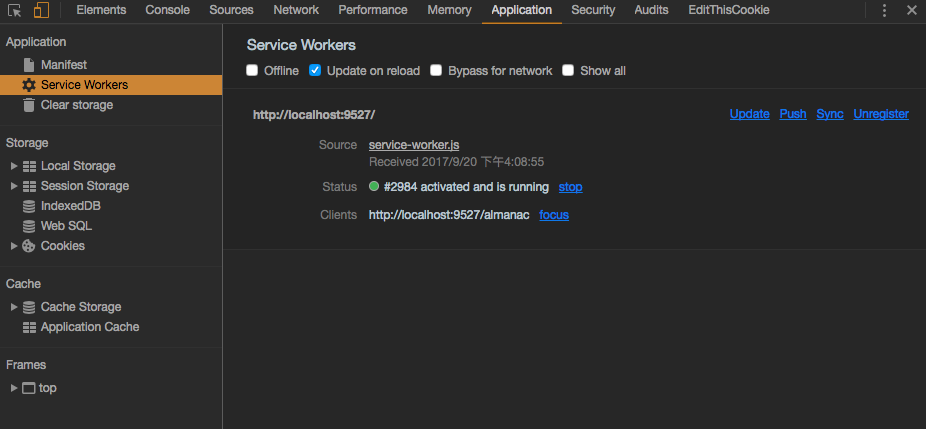 Elements Console Sources Network Performance Memory Application Security Audits EditThisCookie
Application
Manifest
Service Workers
Clear storage
Storage
Local Storage
Session Storage
IndexedDB
Web SQL
Cookies
Cache
Cache Storage
Application Cache
Frames
top
Service Workers
Offline Update on reload Bypass for network Show all
http://localhost:9527/ Update Push Sync Unregister
Source service-worker.js
Received 2017/9/20 下午4:08:55
Status #2984 activated and is running stop
Clients http://localhost:9527/almanac focus